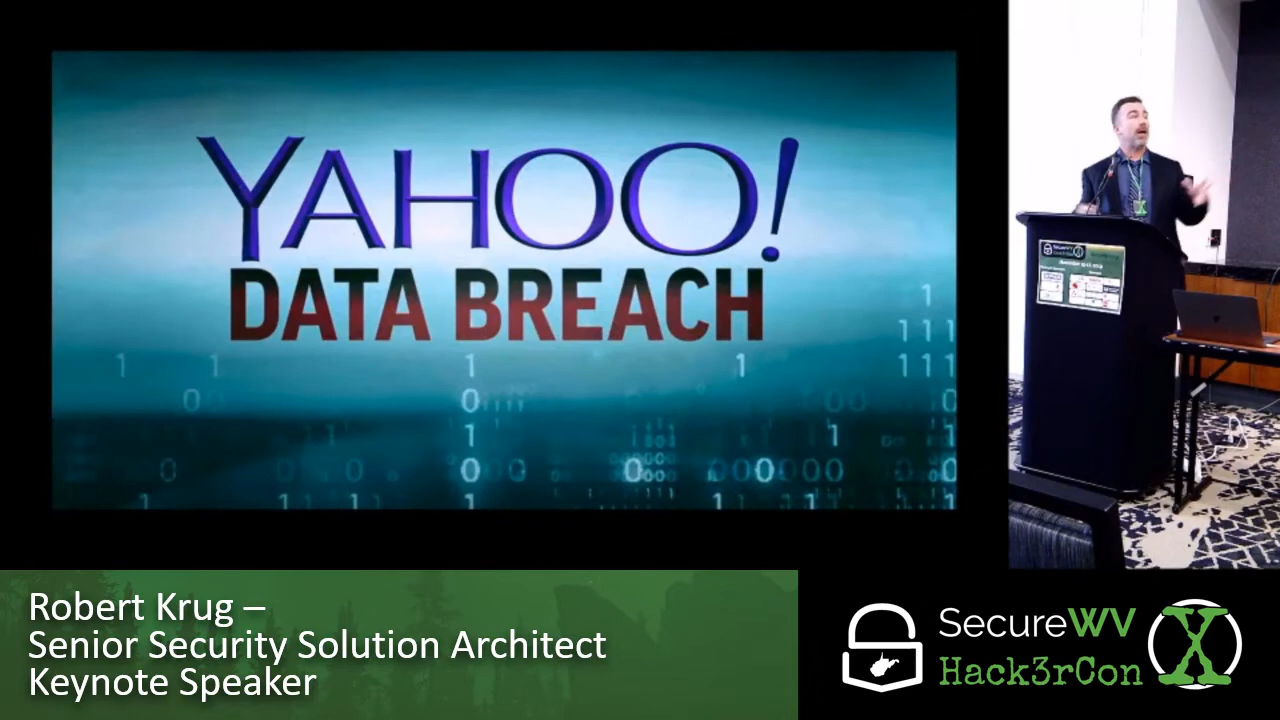 YAHOO!
DATA BREACH
Robert Krug –
Senior Security Solution Architect
Keynote Speaker
SecureWV
Hack3rCon
X